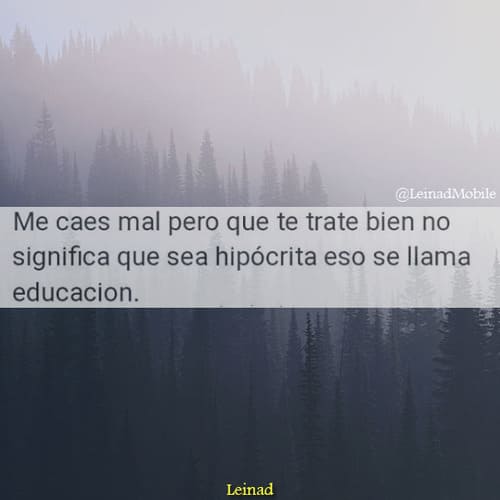 @LeinadMobile
Me caes mal pero que te trate bien no
significa que sea hipócrita eso se llama
educacion.
Leinad